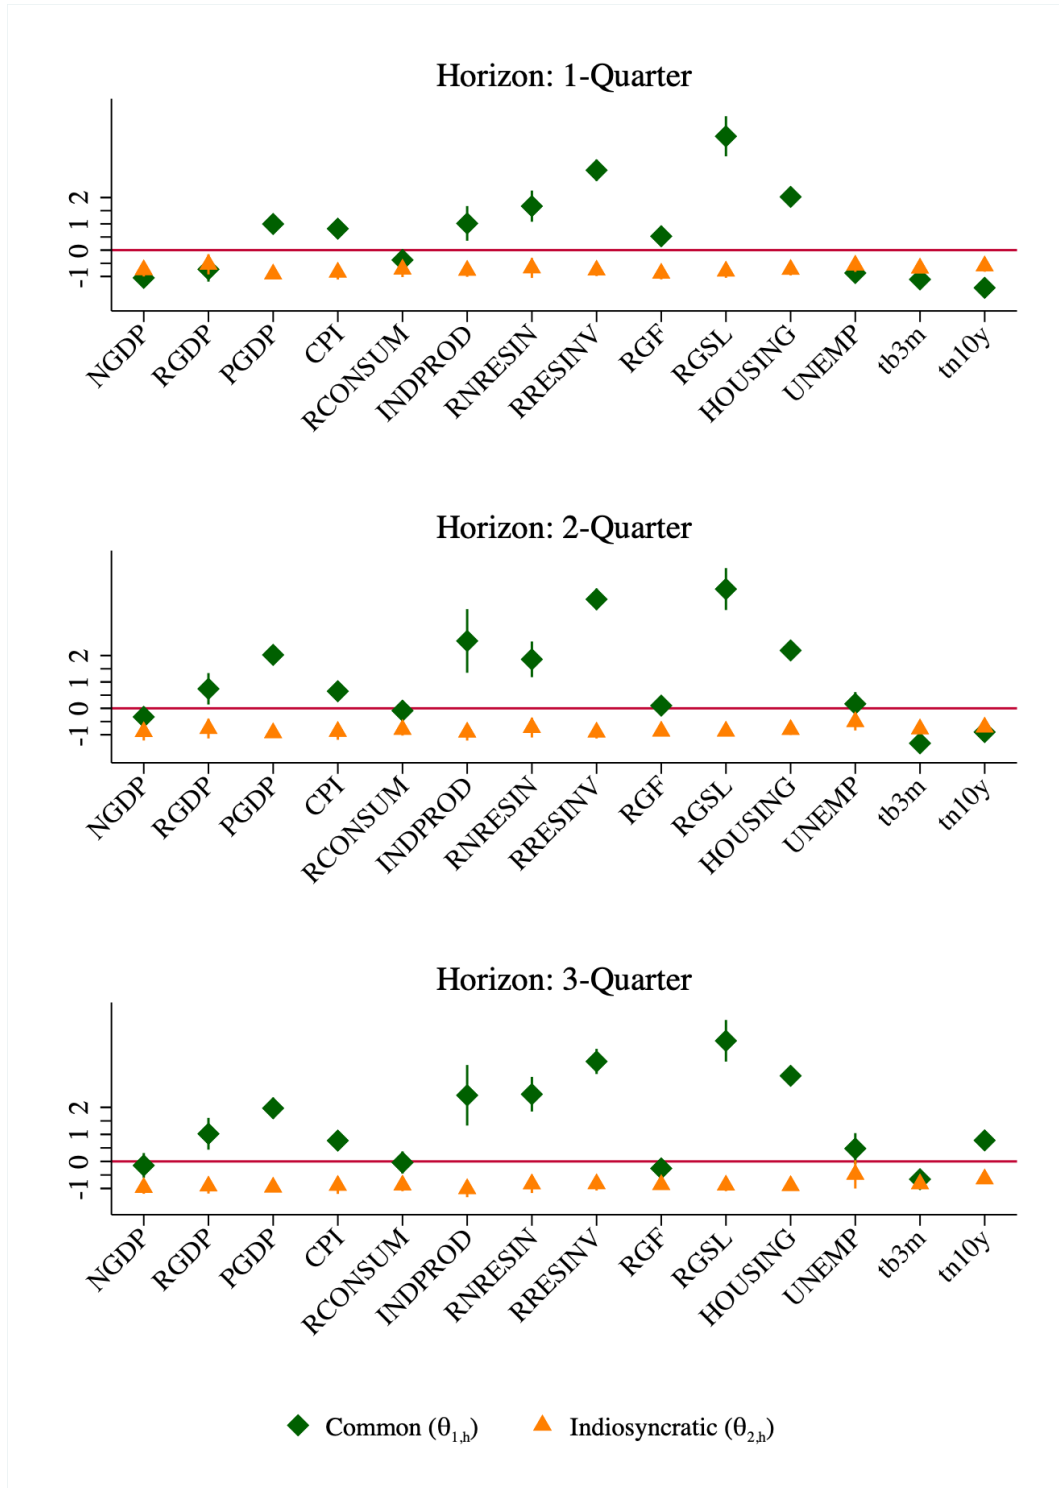 Horizon: 1-Quarter
2
1
0
-1
NGDP
RGDP
PGDP
CPI
RCONSUM
INDPROD
RNRESIN
RRESINV
RGF
RGSL
HOUSING
UNEMP
tb3m
tn10y
Horizon: 2-Quarter
2
1
0
-1
NGDP
RGDP
PGDP
CPI
RCONSUM
INDPROD
RNRESIN
RRESINV
RGF
RGSL
HOUSING
UNEMP
tb3m
tn10y
Horizon: 3-Quarter
2
1
0
-1
NGDP
RGDP
PGDP
CPI
RCONSUM
INDPROD
RNRESIN
RRESINV
RGF
RGSL
HOUSING
UNEMP
tb3m
tn10y
Common (θ1,h)
Indiosyncratic (θ2,h)